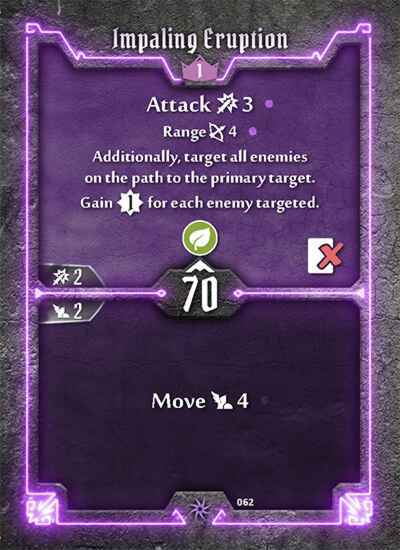 Impaling Eruption
1
Attack 3
Range 4
Additionally, target all enemies
on the path to the primary target.
Gain 1 for each enemy targeted.
2
70
2
Move 4
062